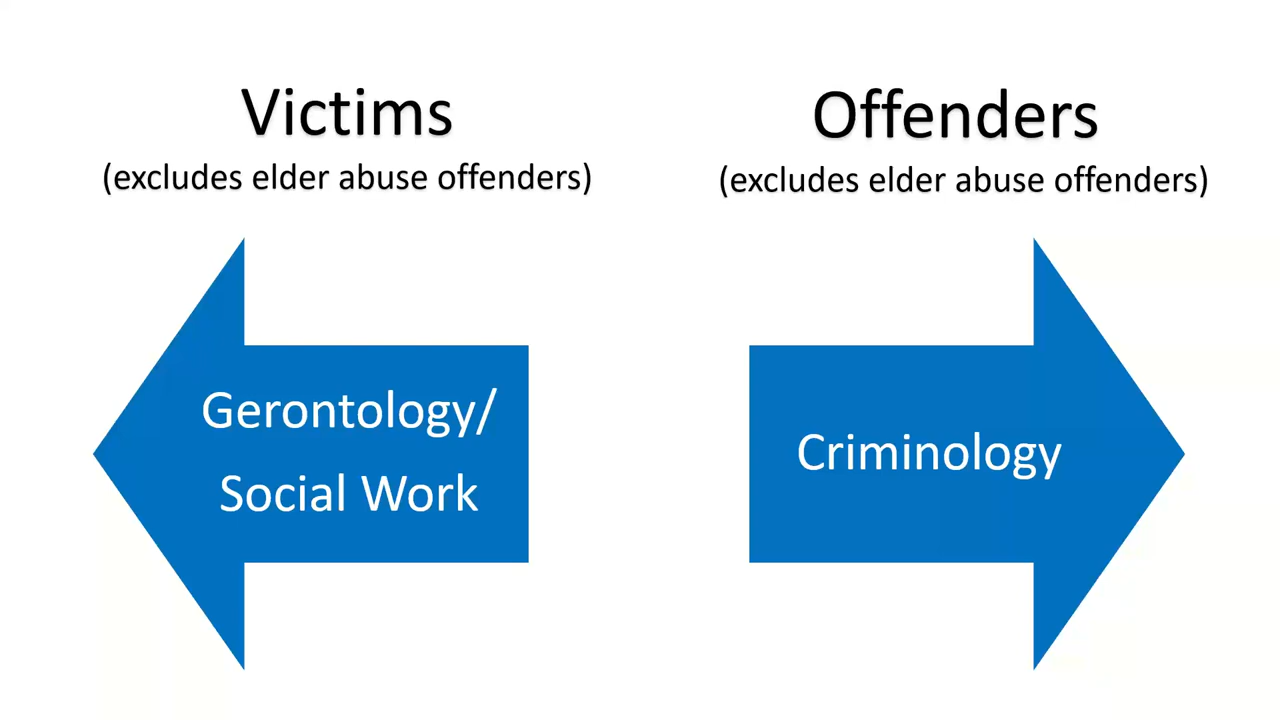 Victims
(excludes elder abuse offenders)
Offenders
(excludes elder abuse offenders)
Gerontology/
Social Work
Criminology